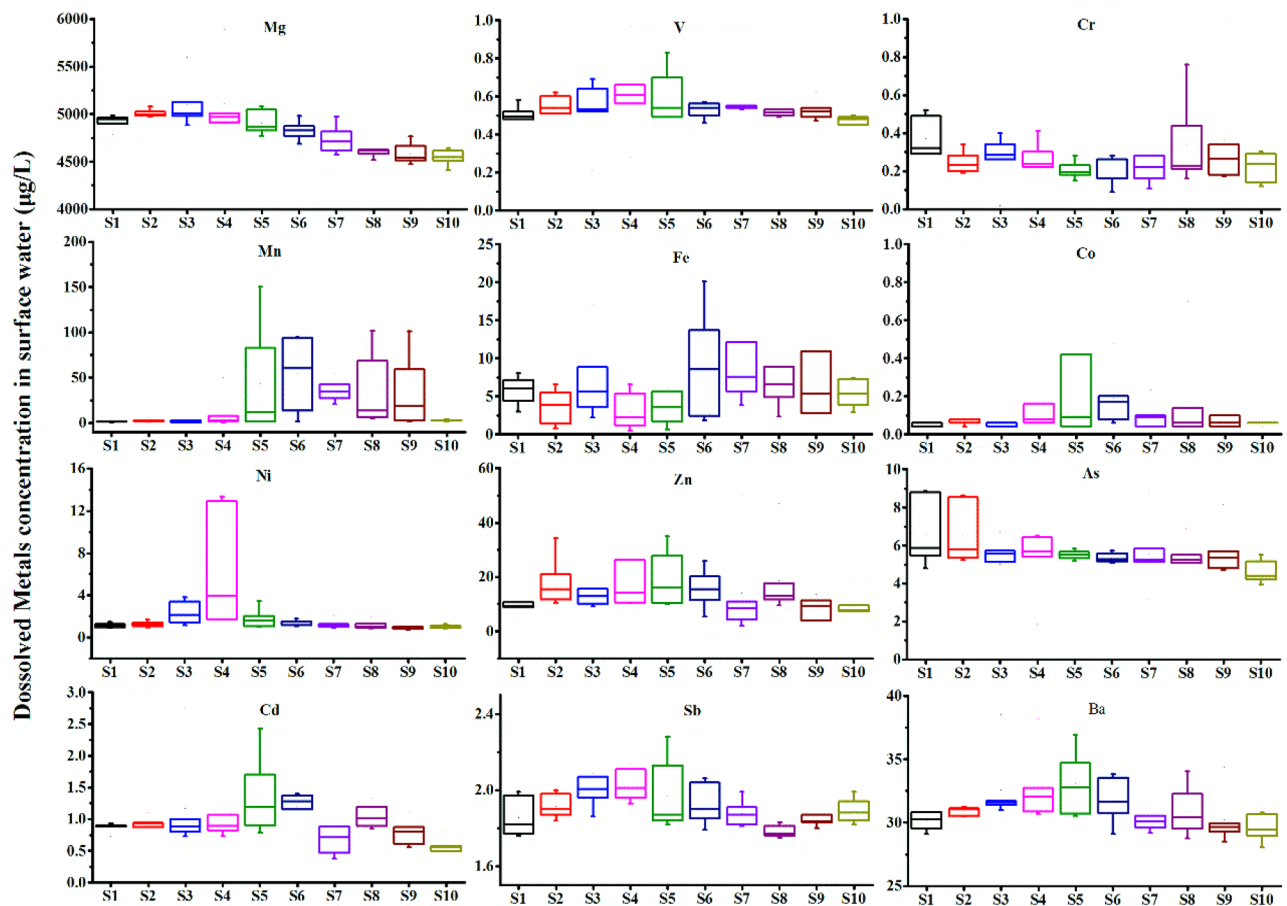 Dossolved Metals concentration in surface water (µg/L)
Mg
6000
5500
5000
4500
4000
S1 S2 S3 S4 S5 S6 S7 S8 S9 S10
V
1.0
0.8
0.6
0.4
0.2
0.0
S1 S2 S3 S4 S5 S6 S7 S8 S9 S10
Cr
1.0
0.8
0.6
0.4
0.2
0.0
S1 S2 S3 S4 S5 S6 S7 S8 S9 S10
Mn
200
150
100
50
0
S1 S2 S3 S4 S5 S6 S7 S8 S9 S10
Fe
25
20
15
10
5
0
S1 S2 S3 S4 S5 S6 S7 S8 S9 S10
Co
1.0
0.8
0.6
0.4
0.2
0.0
S1 S2 S3 S4 S5 S6 S7 S8 S9 S10
Ni
16
12
8
4
0
S1 S2 S3 S4 S5 S6 S7 S8 S9 S10
Zn
60
40
20
0
S1 S2 S3 S4 S5 S6 S7 S8 S9 S10
As
10
8
6
4
2
0
S1 S2 S3 S4 S5 S6 S7 S8 S9 S10
Cd
3.0
2.5
2.0
1.5
1.0
0.5
0.0
S1 S2 S3 S4 S5 S6 S7 S8 S9 S10
Sb
2.4
2.0
1.6
S1 S2 S3 S4 S5 S6 S7 S8 S9 S10
Ba
40
35
30
25
S1 S2 S3 S4 S5 S6 S7 S8 S9 S10